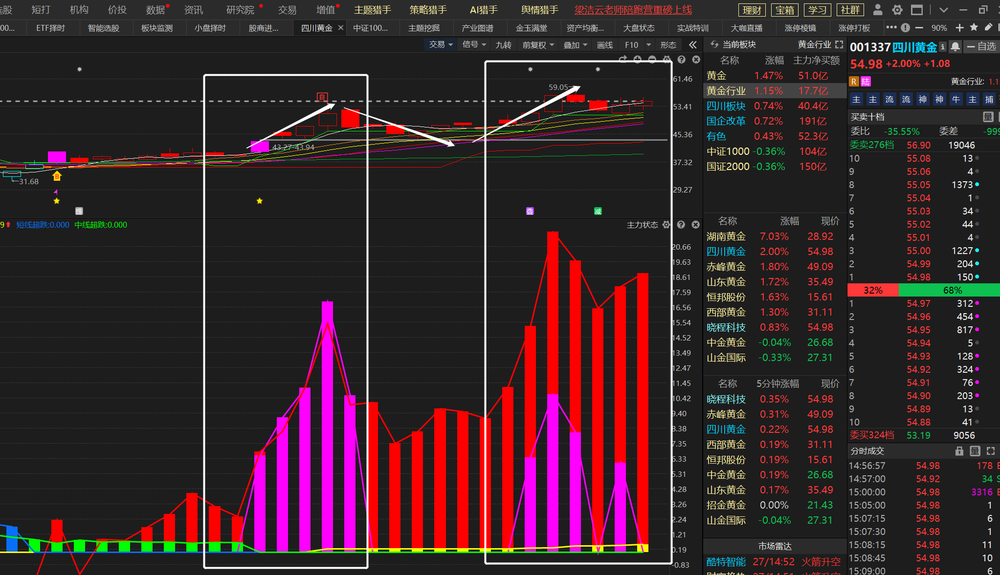 选股 短打 机构 价投 数据 资讯 研究院 交易 增值 主题猎手 策略猎手 AI猎手 舆情猎手 梁洁云老师陪跑营重磅上线 理财 宝箱 学习 社群
00... ETF择时 智能选股 板块监测 小盘择时 股商进... 四川黄金 × 中证100... 主题挖掘 产业图谱 金玉满堂 资产均衡... 大盘状态 实战特训 大咖直播 涨停棱镜 涨停打板 ••• 90%
交易 信号 九转 前复权 叠加 画线 F10 形态
61.46
59.05
自
53.41
45.36
43.27-43.94
37.32
31.68
B
29.27
提 叠 减
9 短线超跌:0.000 中线超跌:0.000 主力状态
20.66
19.63
18.61
17.59
16.56
15.54
14.52
13.49
12.47
11.45
10.42
9.40
8.38
7.35
6.33
5.31
4.28
3.26
2.24
1.21
0.19
-0.83
当前板块 黄金行业
名称 涨幅 主力净买额
黄金 1.47% 51.0亿
黄金行业 1.15% 17.7亿
四川板块 0.74% 40.4亿
国企改革 0.72% 191亿
有色 0.43% 52.3亿
中证1000 -0.36% 104亿
国证2000 -0.36% 150亿
名称 涨幅 现价
湖南黄金 7.03% 28.92
四川黄金 2.00% 54.98
赤峰黄金 1.80% 49.09
山东黄金 1.72% 35.49
恒邦股份 1.63% 15.61
西部黄金 1.30% 31.11
晓程科技 0.83% 54.98
中金黄金 -0.04% 26.68
山金国际 -0.33% 27.31
名称 5分钟涨幅 现价
晓程科技 0.35% 54.98
赤峰黄金 0.31% 49.09
四川黄金 0.22% 54.98
西部黄金 0.19% 31.11
恒邦股份 0.19% 15.61
中金黄金 0.19% 26.68
山东黄金 0.17% 35.49
招金黄金 0.00% 21.43
山金国际 -0.04% 27.31
市场雷达
酷特智能 27/14:52 火箭升空
001337 四川黄金 自选
54.98 +2.00% +1.08
R 陆 黄金行业: 1.1
主 主 流 流 神 神 牛 主 捕
买卖十档 量
委比 -35.55% 委差 -999
委卖276档 56.90 19046
10 55.08 13
9 55.06 4
8 55.05 1373
7 55.04 1
6 55.03 34
5 55.02 44
4 55.01 4
3 55.00 1227
2 54.99 204
1 54.98 150
32% 68%
1 54.97 312
2 54.96 454
3 54.95 817
4 54.94 5
5 54.93 128
6 54.92 324
7 54.91 76
8 54.90 203
9 54.89 13
10 54.88 41
委买324档 53.19 9056
分时成交 量
14:56:57 54.98 178 B
14:57:00 54.92 34 S
15:00:00 54.98 3316 B
15:05:00 54.98 1
15:07:15 54.98 6
15:07:30 54.98 1
15:08:15 54.98 11
15:08:45 54.98 10
15:09:00 54.98 6